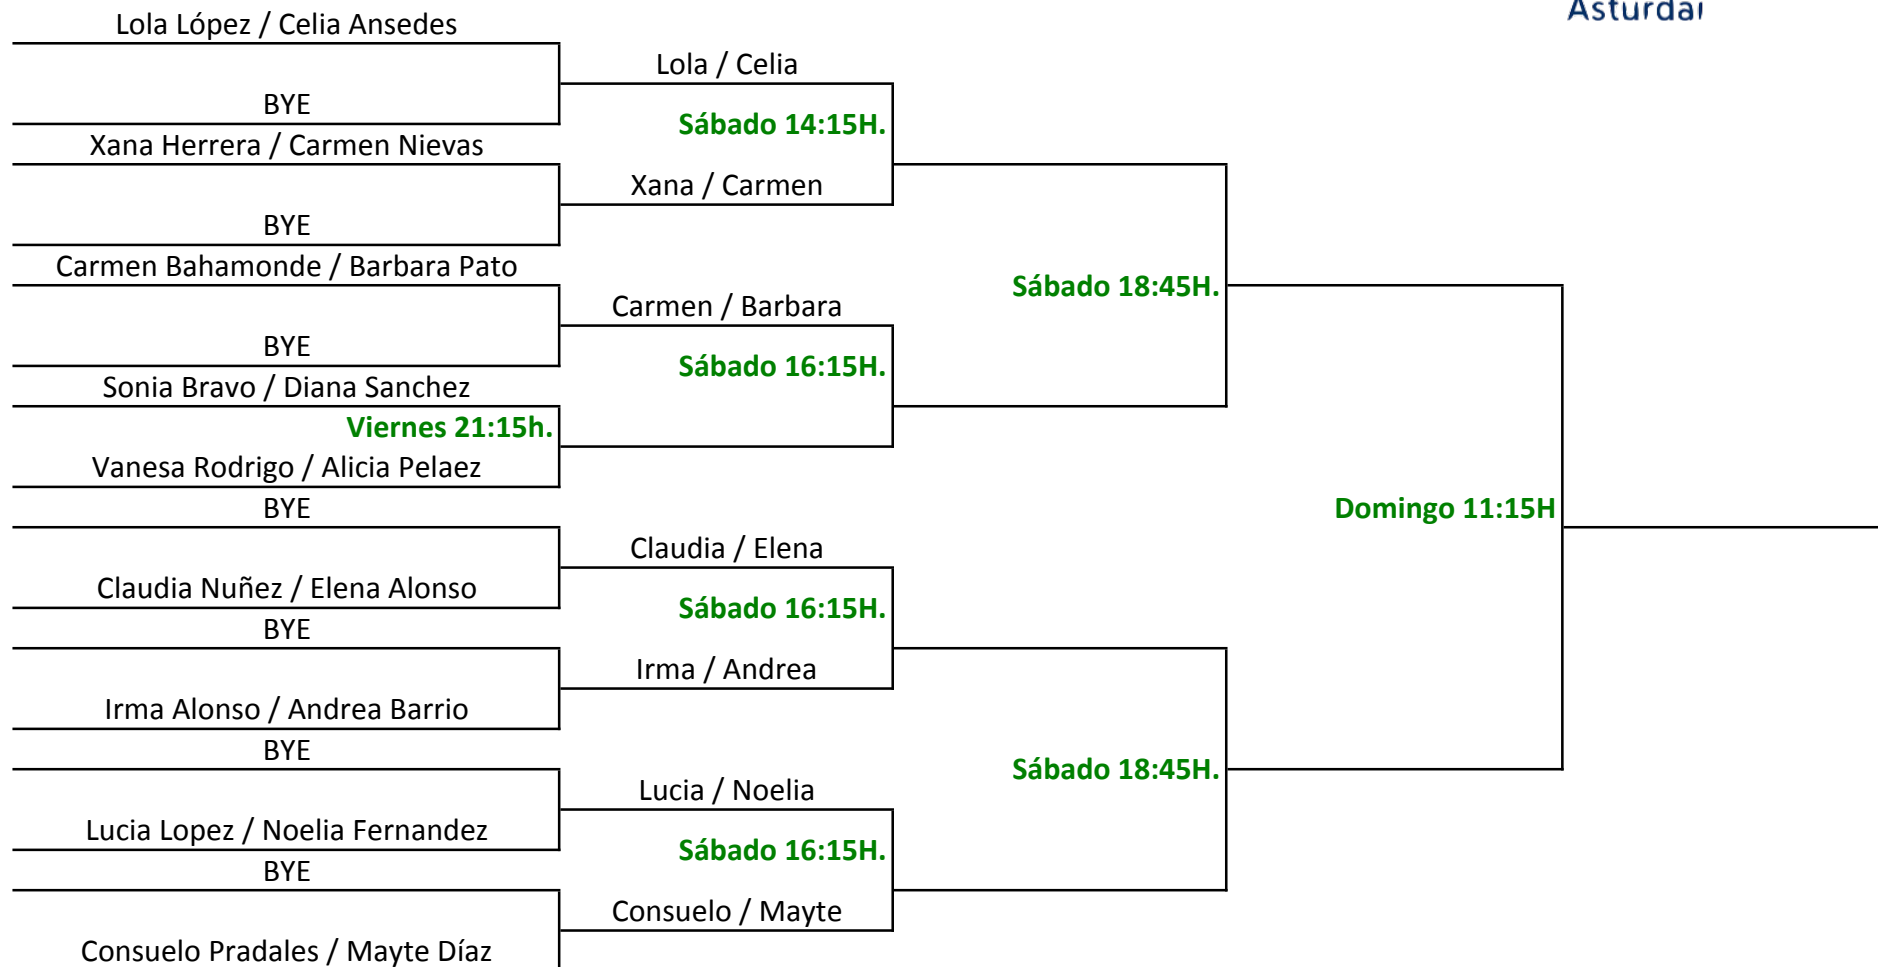 Asturdai
Lola López / Celia Ansedes
Lola / Celia
BYE
Sábado 14:15H.
Xana Herrera / Carmen Nievas
Xana / Carmen
BYE
Carmen Bahamonde / Barbara Pato
Sábado 18:45H.
Carmen / Barbara
BYE
Sábado 16:15H.
Sonia Bravo / Diana Sanchez
Viernes 21:15h.
Vanesa Rodrigo / Alicia Pelaez
BYE
Domingo 11:15H
Claudia / Elena
Claudia Nuñez / Elena Alonso
Sábado 16:15H.
BYE
Irma / Andrea
Irma Alonso / Andrea Barrio
BYE
Sábado 18:45H.
Lucia / Noelia
Lucia Lopez / Noelia Fernandez
Sábado 16:15H.
BYE
Consuelo / Mayte
Consuelo Pradales / Mayte Díaz